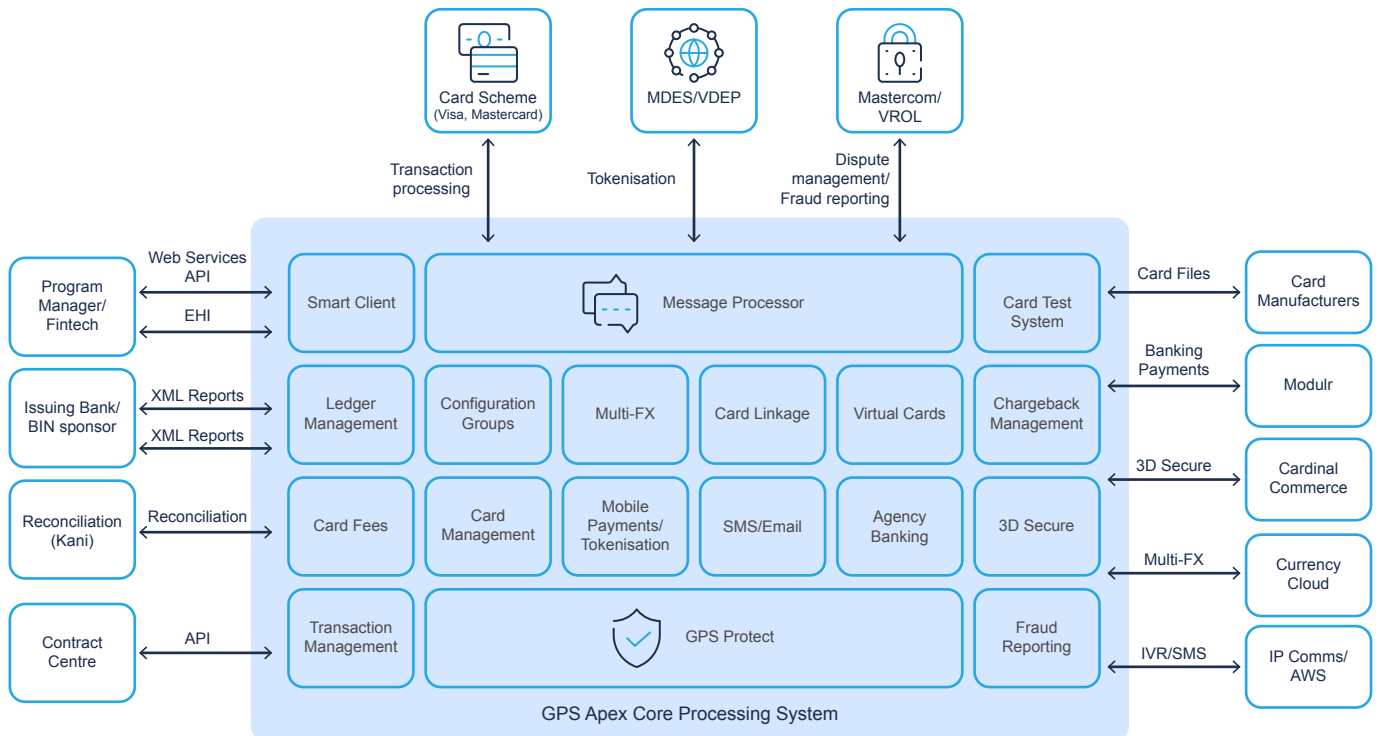 Card Scheme
(Visa, Mastercard)
MDES/VDEP
Mastercom/
VROL
Transaction
processing
Tokenisation
Dispute
management/
Fraud reporting
Program
Manager/
Fintech
Web Services
API
EHI
Issuing Bank/
BIN sponsor
XML Reports
XML Reports
Reconciliation
(Kani)
Reconciliation
Contract
Centre
API
Smart Client
Message Processor
Card Test
System
Ledger
Management
Configuration
Groups
Multi-FX
Card Linkage
Virtual Cards
Chargeback
Management
Card Fees
Card
Management
Mobile
Payments/
Tokenisation
SMS/Email
Agency
Banking
3D Secure
Transaction
Management
GPS Protect
Fraud
Reporting
GPS Apex Core Processing System
Card Files
Card
Manufacturers
Banking
Payments
Modulr
3D Secure
Cardinal
Commerce
Multi-FX
Currency
Cloud
IVR/SMS
IP Comms/
AWS